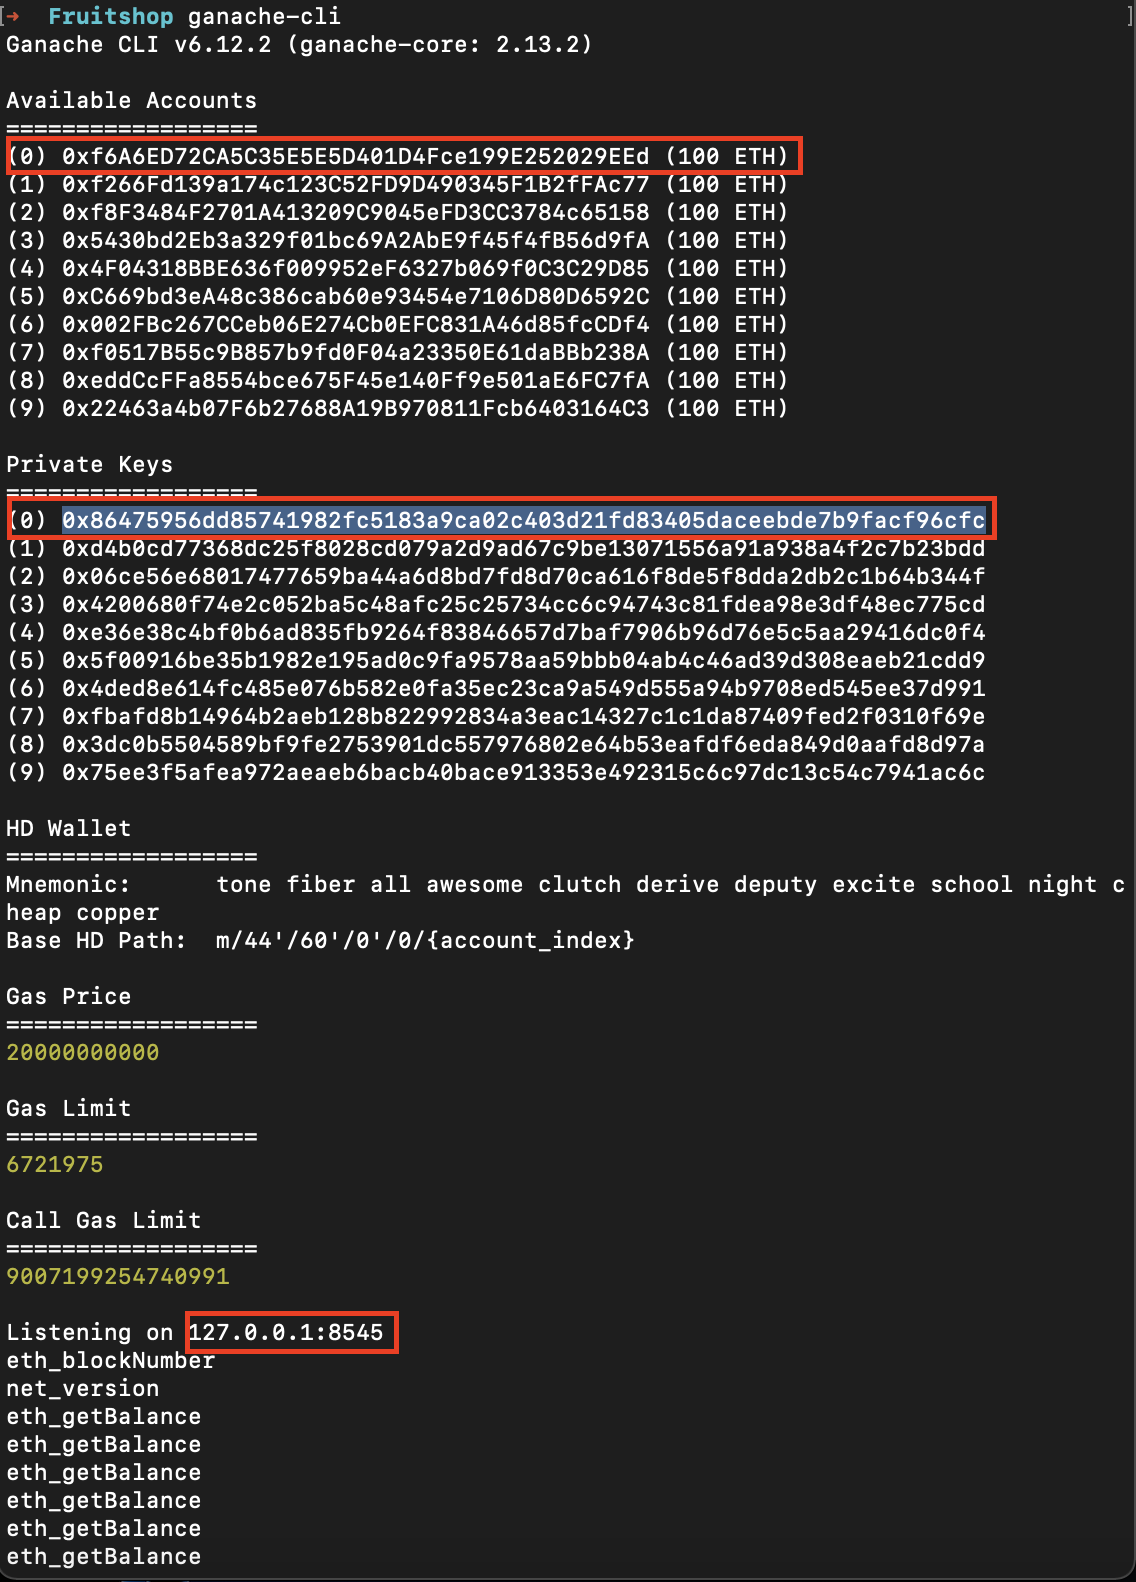 [→ Fruitshop ganache-cli ]
Ganache CLI v6.12.2 (ganache-core: 2.13.2)
Available Accounts
==================
(0) 0xf6A6ED72CA5C35E5E5D401D4Fce199E252029EEd (100 ETH)
(1) 0xf266Fd139a174c123C52FD9D490345F1B2fFAc77 (100 ETH)
(2) 0xf8F3484F2701A413209C9045eFD3CC3784c65158 (100 ETH)
(3) 0x5430bd2Eb3a329f01bc69A2AbE9f45f4fB56d9fA (100 ETH)
(4) 0x4F04318BBE636f009952eF6327b069f0C3C29D85 (100 ETH)
(5) 0xC669bd3eA48c386cab60e93454e7106D80D6592C (100 ETH)
(6) 0x002FBc267CCeb06E274Cb0EFC831A46d85fcCDf4 (100 ETH)
(7) 0xf0517B55c9B857b9fd0F04a23350E61daBBb238A (100 ETH)
(8) 0xeddCcFFa8554bce675F45e140Ff9e501aE6FC7fA (100 ETH)
(9) 0x22463a4b07F6b27688A19B970811Fcb6403164C3 (100 ETH)
Private Keys
==================
(0) 0x86475956dd85741982fc5183a9ca02c403d21fd83405daceebde7b9facf96cfc
(1) 0xd4b0cd77368dc25f8028cd079a2d9ad67c9be13071556a91a938a4f2c7b23bdd
(2) 0x06ce56e68017477659ba44a6d8bd7fd8d70ca616f8de5f8dda2db2c1b64b344f
(3) 0x4200680f74e2c052ba5c48afc25c25734cc6c94743c81fdea98e3df48ec775cd
(4) 0xe36e38c4bf0b6ad835fb9264f83846657d7baf7906b96d76e5c5aa29416dc0f4
(5) 0x5f00916be35b1982e195ad0c9fa9578aa59bbb04ab4c46ad39d308eaeb21cdd9
(6) 0x4ded8e614fc485e076b582e0fa35ec23ca9a549d555a94b9708ed545ee37d991
(7) 0xfbafd8b14964b2aeb128b822992834a3eac14327c1c1da87409fed2f0310f69e
(8) 0x3dc0b5504589bf9fe2753901dc557976802e64b53eafdf6eda849d0aafd8d97a
(9) 0x75ee3f5afea972aeaeb6bacb40bace913353e492315c6c97dc13c54c7941ac6c
HD Wallet
==================
Mnemonic:      tone fiber all awesome clutch derive deputy excite school night c
heap copper
Base HD Path:  m/44'/60'/0'/0/{account_index}
Gas Price
==================
20000000000
Gas Limit
==================
6721975
Call Gas Limit
==================
9007199254740991
Listening on 127.0.0.1:8545
eth_blockNumber
net_version
eth_getBalance
eth_getBalance
eth_getBalance
eth_getBalance
eth_getBalance
eth_getBalance